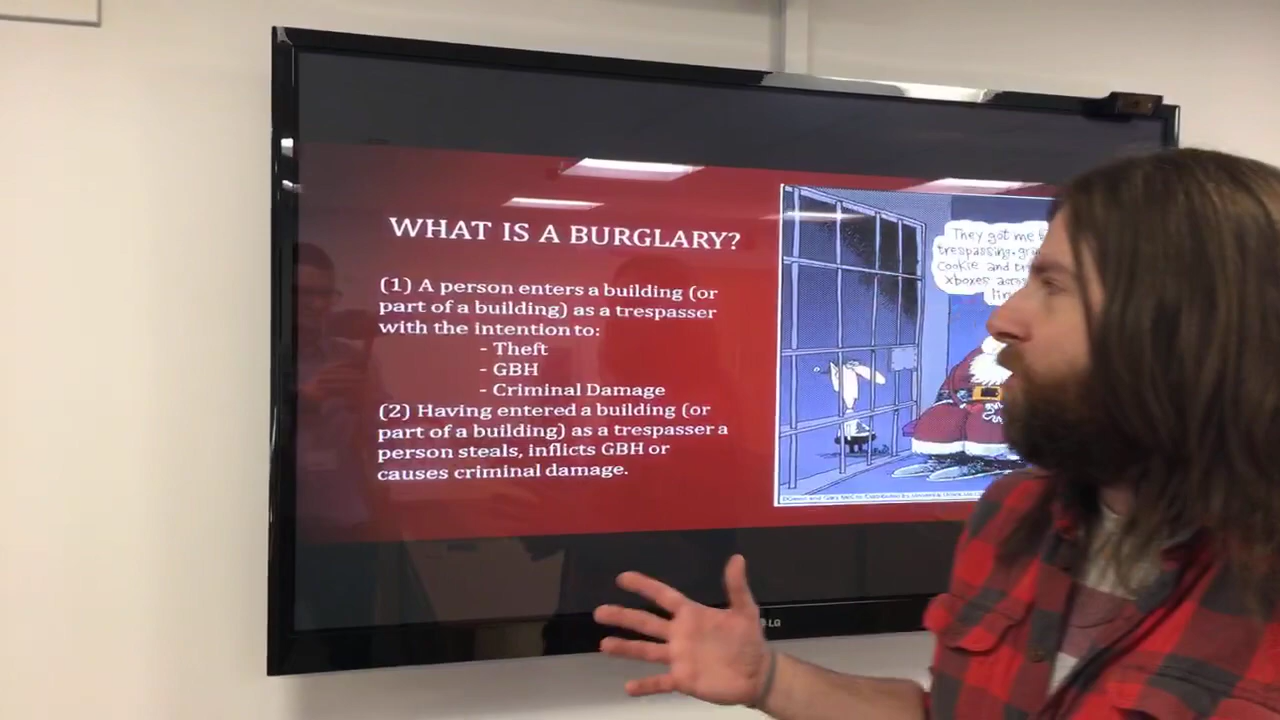 WHAT IS A BURGLARY?
(1) A person enters a building (or
part of a building) as a trespasser
with the intention to:
- Theft
- GBH
- Criminal Damage
(2) Having entered a building (or
part of a building) as a trespasser a
person steals, inflicts GBH or
causes criminal damage.
They got me
trespassing,
cookie and
xboxes
LG